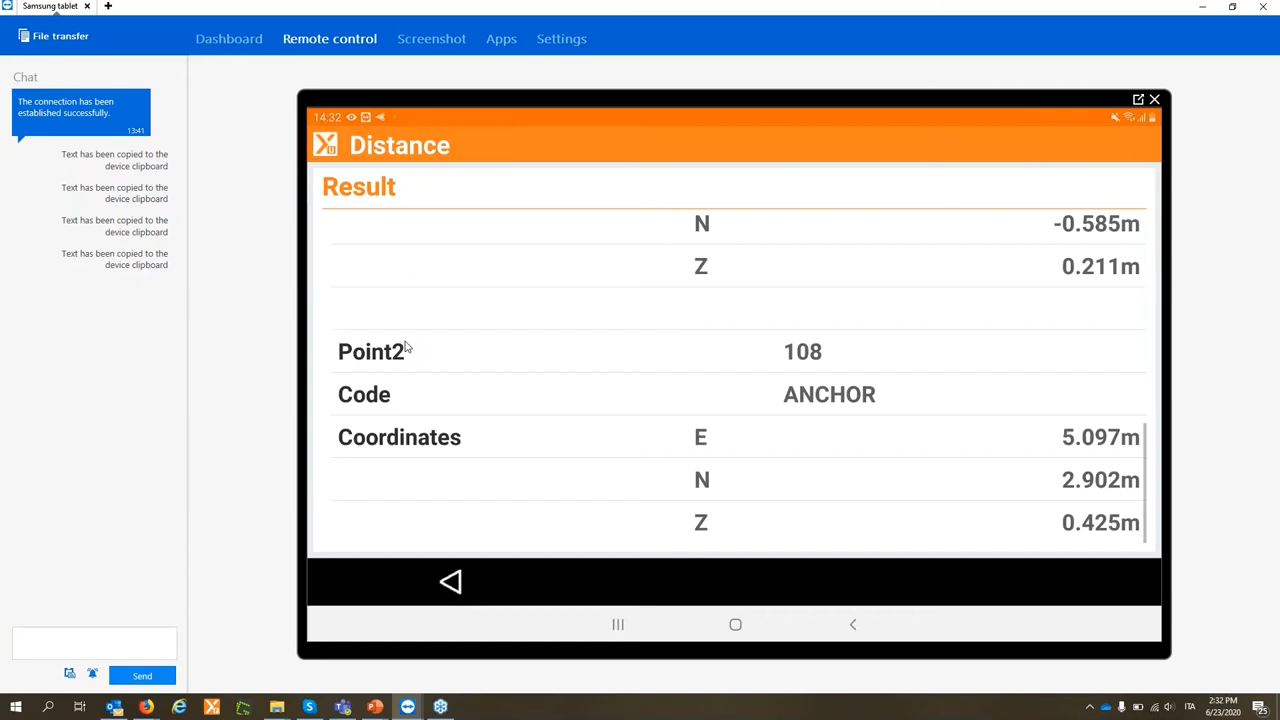 Samsung tablet
File transfer
Dashboard Remote control Screenshot Apps Settings
Chat
The connection has been
established successfully.
13:41
Text has been copied to the
device clipboard
Text has been copied to the
device clipboard
Text has been copied to the
device clipboard
Text has been copied to the
device clipboard
Send
14:32
Distance
Result
N -0.585m
Z 0.211m
Point2 108
Code ANCHOR
Coordinates E 5.097m
N 2.902m
Z 0.425m
ITA
2:32 PM
6/23/2020
25